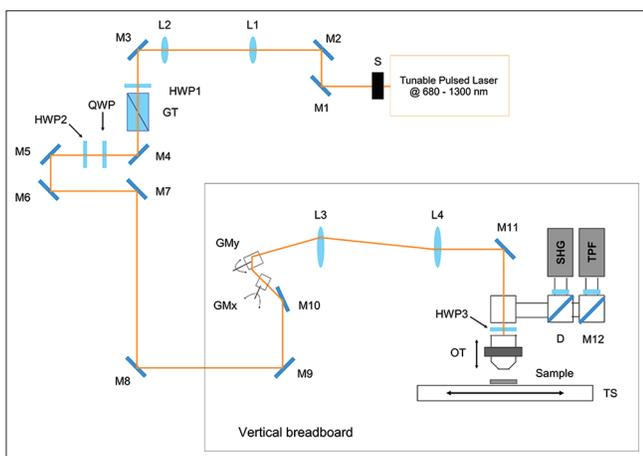 M3
L2
L1
M2
S
Tunable Pulsed Laser
@ 680 - 1300 nm
M1
HWP1
GT
QWP
HWP2
M4
M5
M6
M7
L3
L4
M11
GMy
GMx
M10
SHG
TPF
HWP3
D
M12
OT
Sample
TS
M8
M9
Vertical breadboard